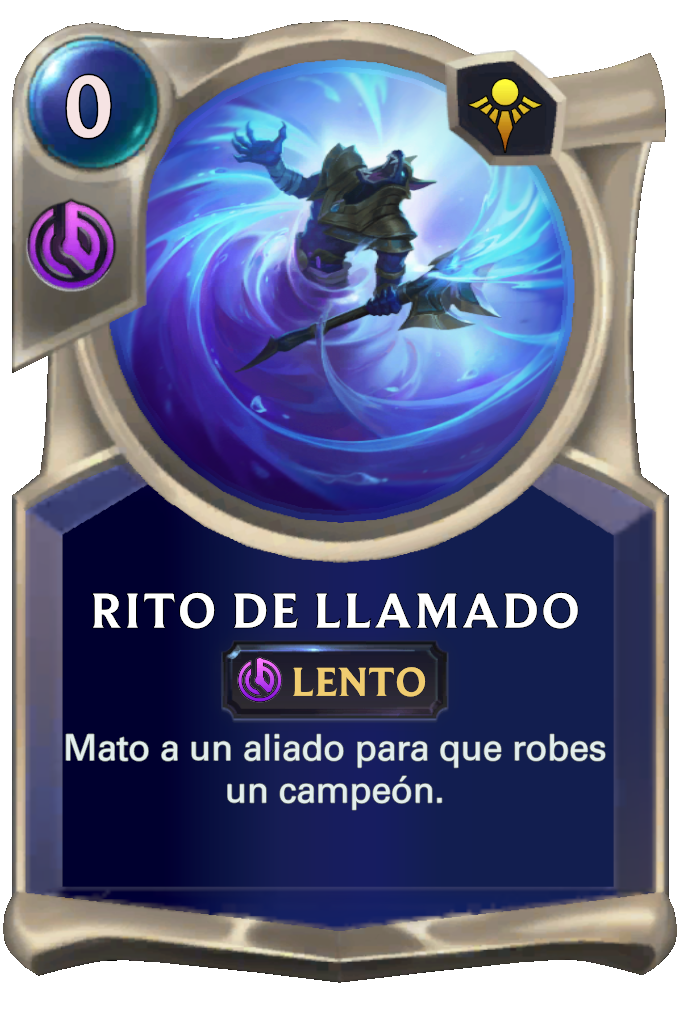 0
RITO DE LLAMADO
LENTO
Mato a un aliado para que robes
un campeón.